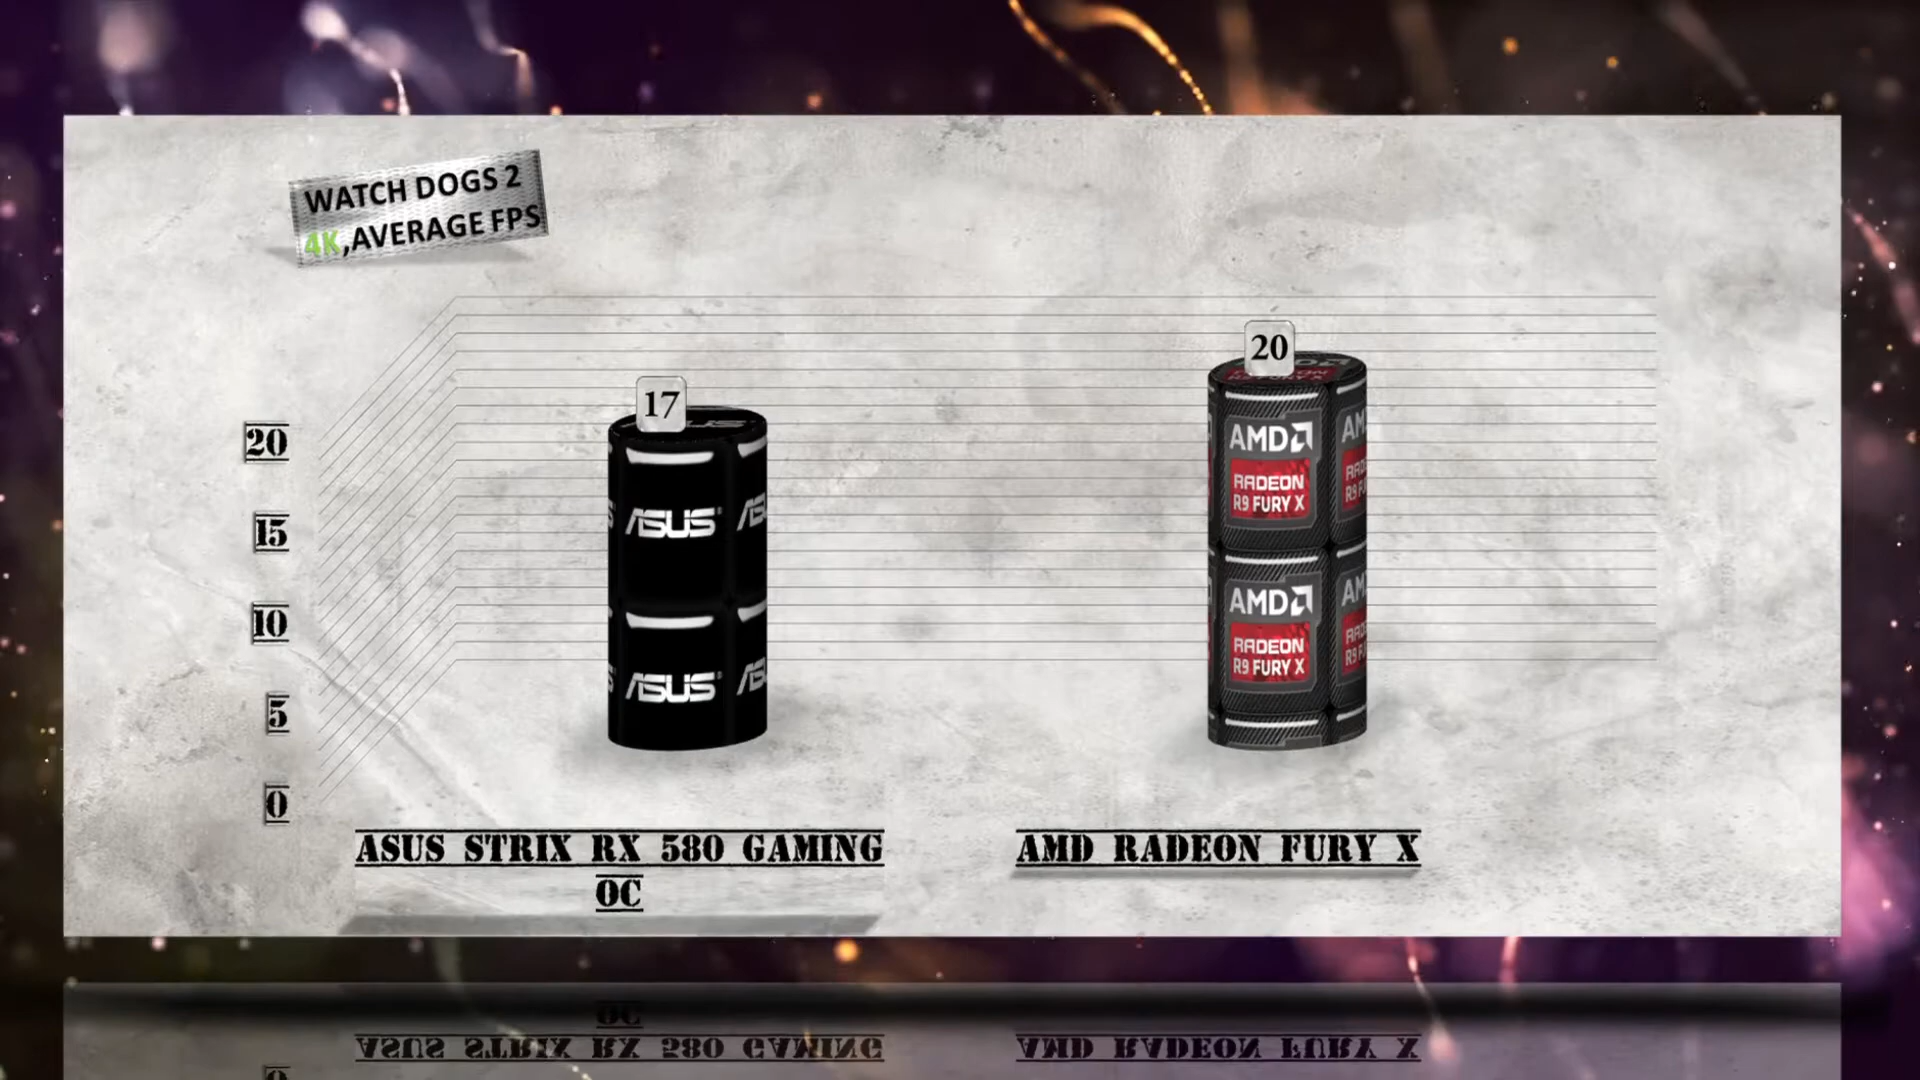 WATCH DOGS 2
4K,AVERAGE FPS
20
15
10
5
0
17
ASUS
ASUS
20
AMD
RADEON
R9 FURY X
AMD
RADEON
R9 FURY X
ASUS STRIX RX 580 GAMING
OC
AMD RADEON FURY X